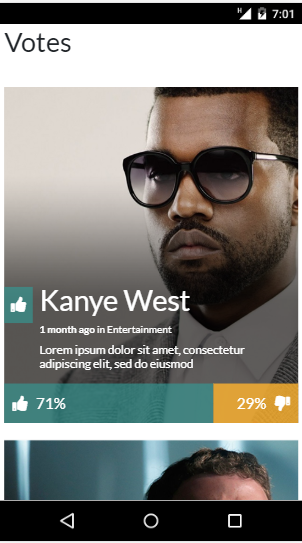 H 7:01
Votes
Kanye West
1 month ago in Entertainment
Lorem ipsum dolor sit amet, consectetur
adipiscing elit, sed do eiusmod
71% 29%